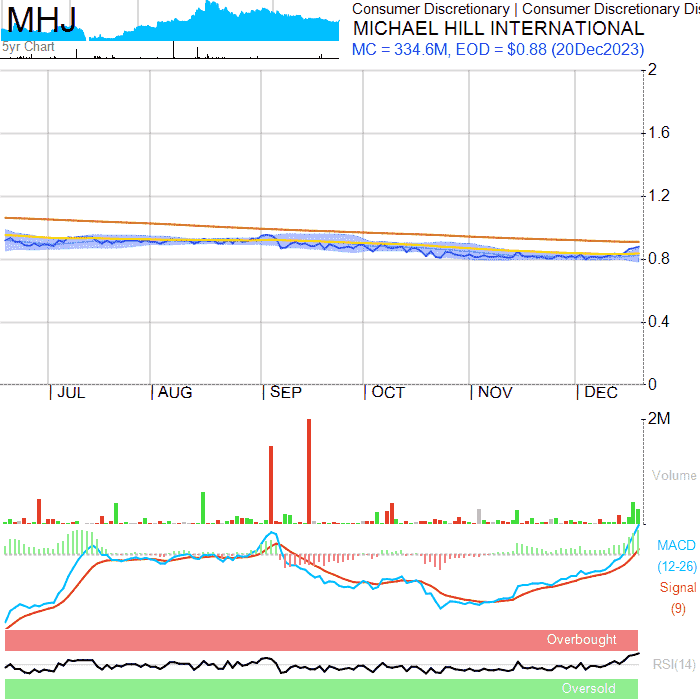 MHJ
5yr Chart
Consumer Discretionary | Consumer Discretionary Dis
MICHAEL HILL INTERNATIONAL
MC = 334.6M, EOD = $0.88 (20Dec2023)
2
1.6
1.2
0.8
0.4
0
JUL
AUG
SEP
OCT
NOV
DEC
2M
Volume
MACD
(12-26)
Signal
(9)
Overbought
RSI(14)
Oversold